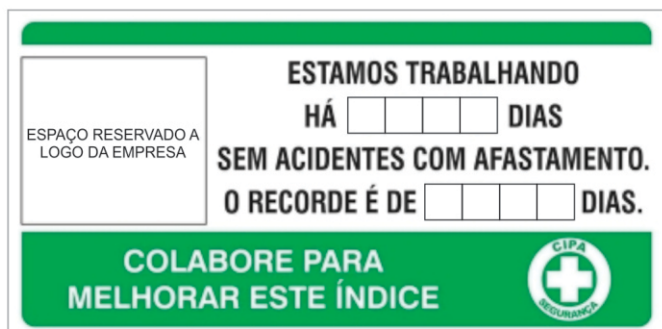 ESPAÇO RESERVADO A
LOGO DA EMPRESA
ESTAMOS TRABALHANDO
HÁ DIAS
SEM ACIDENTES COM AFASTAMENTO.
O RECORDE É DE DIAS.
COLABORE PARA
MELHORAR ESTE ÍNDICE
CIPA
SEGURANÇA